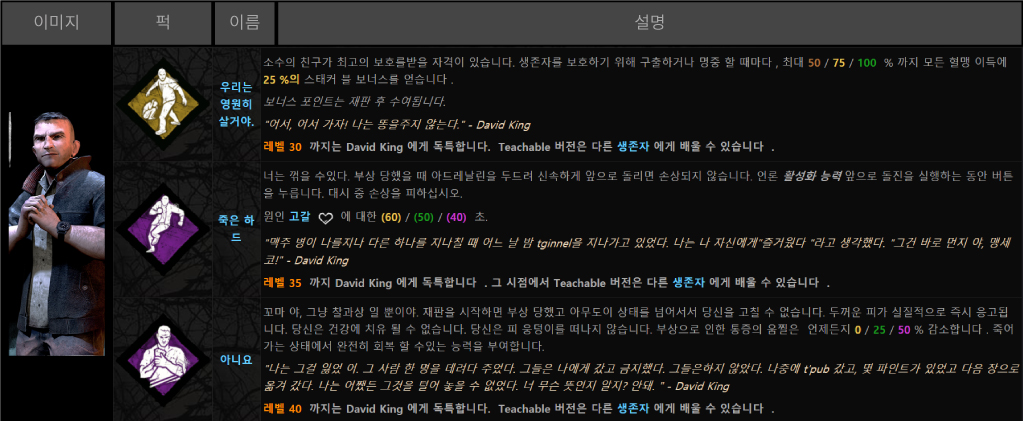 이미지 퍽 이름 설명
소수의 친구가 최고의 보호를받을 자격이 있습니다. 생존자를 보호하기 위해 구출하거나 명중 할 때마다 , 최대 50 / 75 / 100 % 까지 모든 혈맹 이득에
25 %의 스태커 블 보너스를 얻습니다 .
보너스 포인트는 재판 후 수여됩니다.
"어서, 어서 가자! 나는 똥을주지 않는다." - David King
레벨 30 까지는 David King 에게 독특합니다. Teachable 버전은 다른 생존자 에게 배울 수 있습니다 .
우리는
영원히
살거야.
너는 꺾을 수있다. 부상 당했을 때 아드레날린을 두드려 신속하게 앞으로 돌리면 손상되지 않습니다. 언론 활성화 능력 앞으로 돌진을 실행하는 동안 버튼
을 누릅니다. 대시 중 손상을 피하십시오.
원인 고갈 에 대한 (60) / (50) / (40) 초.
"맥주 병이 나를지나 다른 하나를 지나칠 때 어느 날 밤 tginnel을 지나가고 있었다. 나는 나 자신에게"즐거웠다 "라고 생각했다. "그건 바로 먼지 야, 맹세
코!" - David King
레벨 35 까지 David King 에게 독특합니다 . 그 시점에서 Teachable 버전은 다른 생존자 에게 배울 수 있습니다 .
죽은 하
드
꼬마 야, 그냥 찰과상 일 뿐이야. 재판을 시작하면 부상 당했고 아무도이 상태를 넘어서서 당신을 고칠 수 없습니다. 두꺼운 피가 실질적으로 즉시 응고됩
니다. 당신은 건강에 치유 될 수 없습니다. 당신은 피 웅덩이를 떠나지 않습니다. 부상으로 인한 통증의 움찔은 언제든지 0 / 25 / 50 % 감소합니다 . 죽어
가는 상태에서 완전히 회복 할 수있는 능력을 부여합니다.
"나는 그걸 잃었 어. 그 사람 한 명을 데려다 주었다. 그들은 나에게 갔고 금지했다. 그들은하지 않았다. 나중에 t'pub 갔고, 몇 파인트가 있었고 다음 장으로
옮겨 갔다. 나는 어쨌든 그것을 털어 놓을 수 없었다. 너 무슨 뜻인지 알지? 안돼. " - David King
레벨 40 까지는 David King 에게 독특합니다. Teachable 버전은 다른 생존자 에게 배울 수 있습니다 .
아니요